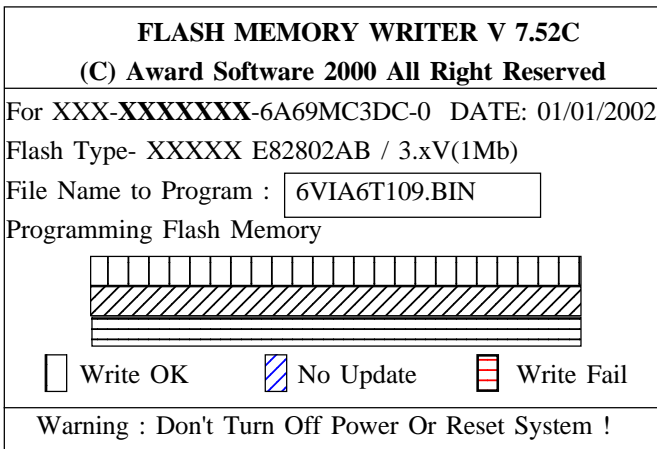 FLASH MEMORY WRITER V 7.52C
(C) Award Software 2000 All Right Reserved
For XXX-XXXXXXX-6A69MC3DC-0 DATE: 01/01/2002
Flash Type- XXXXX E82802AB / 3.xV(1Mb)
File Name to Program : 6VIA6T109.BIN
Programming Flash Memory
Write OK No Update Write Fail
Warning : Don't Turn Off Power Or Reset System !